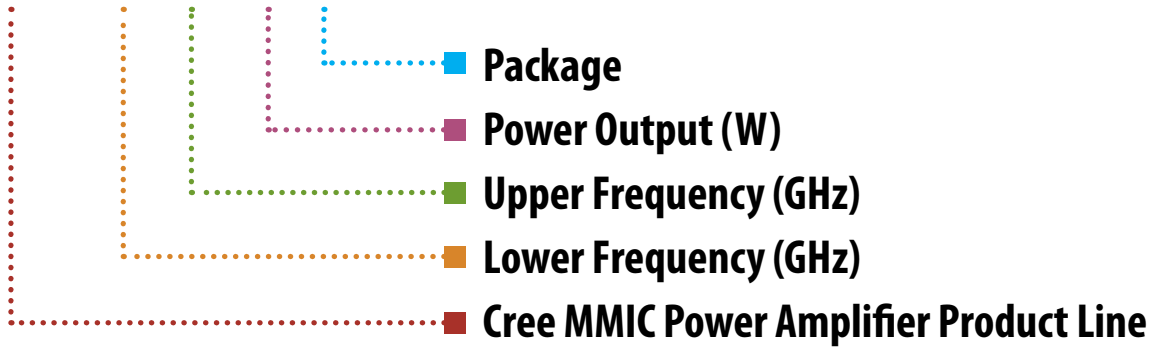 Package
Power Output (W)
Upper Frequency (GHz)
Lower Frequency (GHz)
Cree MMIC Power Amplifier Product Line